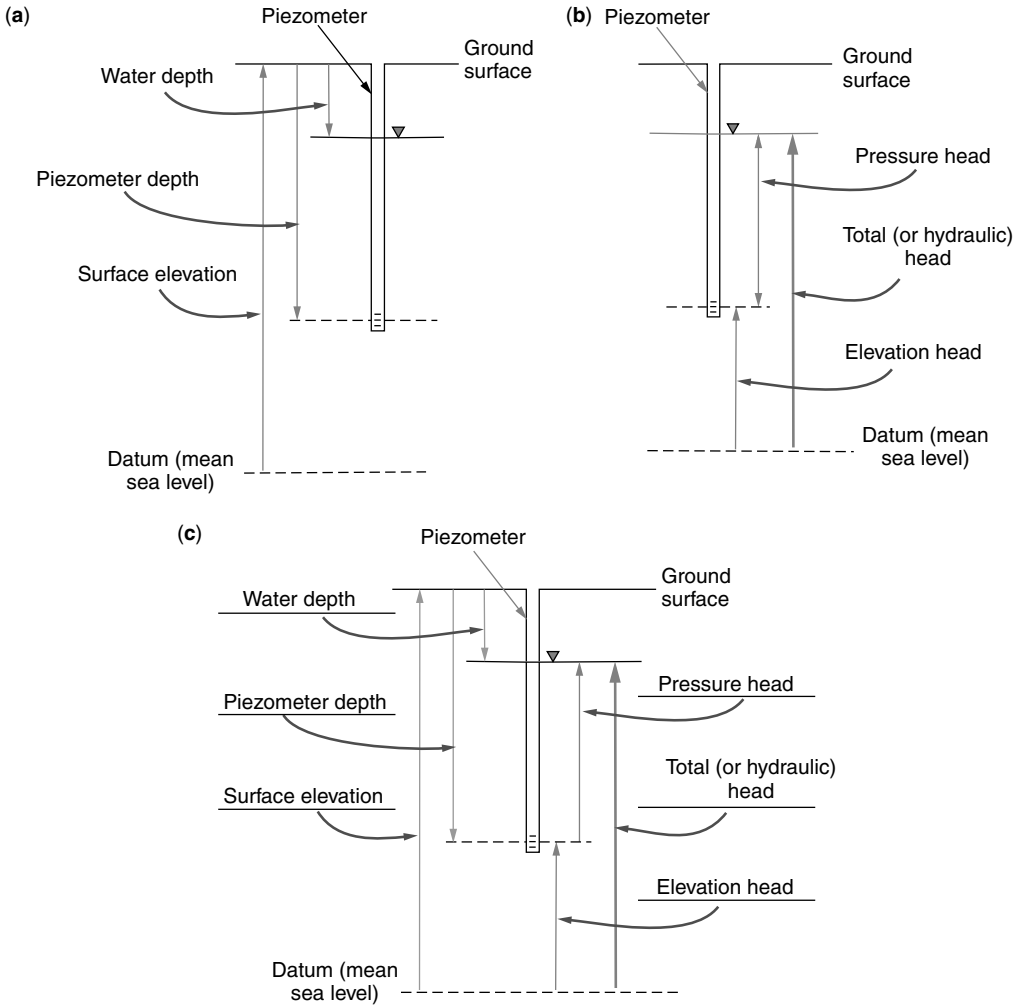 (a)
Piezometer
Ground
surface
Water depth
Piezometer depth
Surface elevation
Datum (mean
sea level)
(b)
Piezometer
Ground
surface
Pressure head
Total (or hydraulic)
head
Elevation head
Datum (mean
sea level)
(c)
Piezometer
Ground
surface
Water depth
Piezometer depth
Surface elevation
Pressure head
Total (or hydraulic)
head
Elevation head
Datum (mean
sea level)